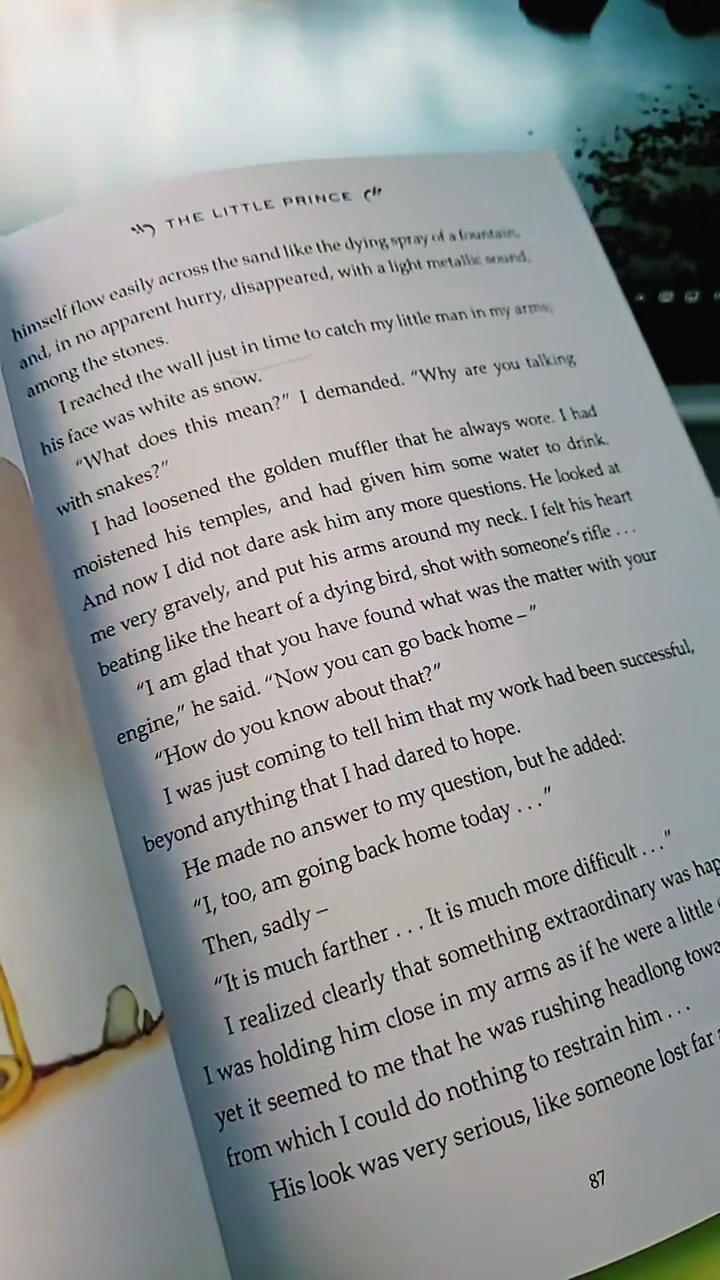 THE LITTLE PRINCE
himself flow easily across the sand like the dying spray of a fountain,
and, in no apparent hurry, disappeared, with a light metallic sound,
among the stones.
I reached the wall just in time to catch my little man in my arms;
his face was white as snow.
“What does this mean?” I demanded. “Why are you talking
with snakes?”
I had loosened the golden muffler that he always wore. I had
moistened his temples, and had given him some water to drink.
And now I did not dare ask him any more questions. He looked at
me very gravely, and put his arms around my neck. I felt his heart
beating like the heart of a dying bird, shot with someone’s rifle . . .
“I am glad that you have found what was the matter with your
engine,” he said. “Now you can go back home –”
“How do you know about that?”
I was just coming to tell him that my work had been successful,
beyond anything that I had dared to hope.
He made no answer to my question, but he added:
“I, too, am going back home today . . .”
Then, sadly –
“It is much farther . . . It is much more difficult . . .”
I realized clearly that something extraordinary was hap
I was holding him close in my arms as if he were a little
yet it seemed to me that he was rushing headlong towa
from which I could do nothing to restrain him . . .
His look was very serious, like someone lost far
87